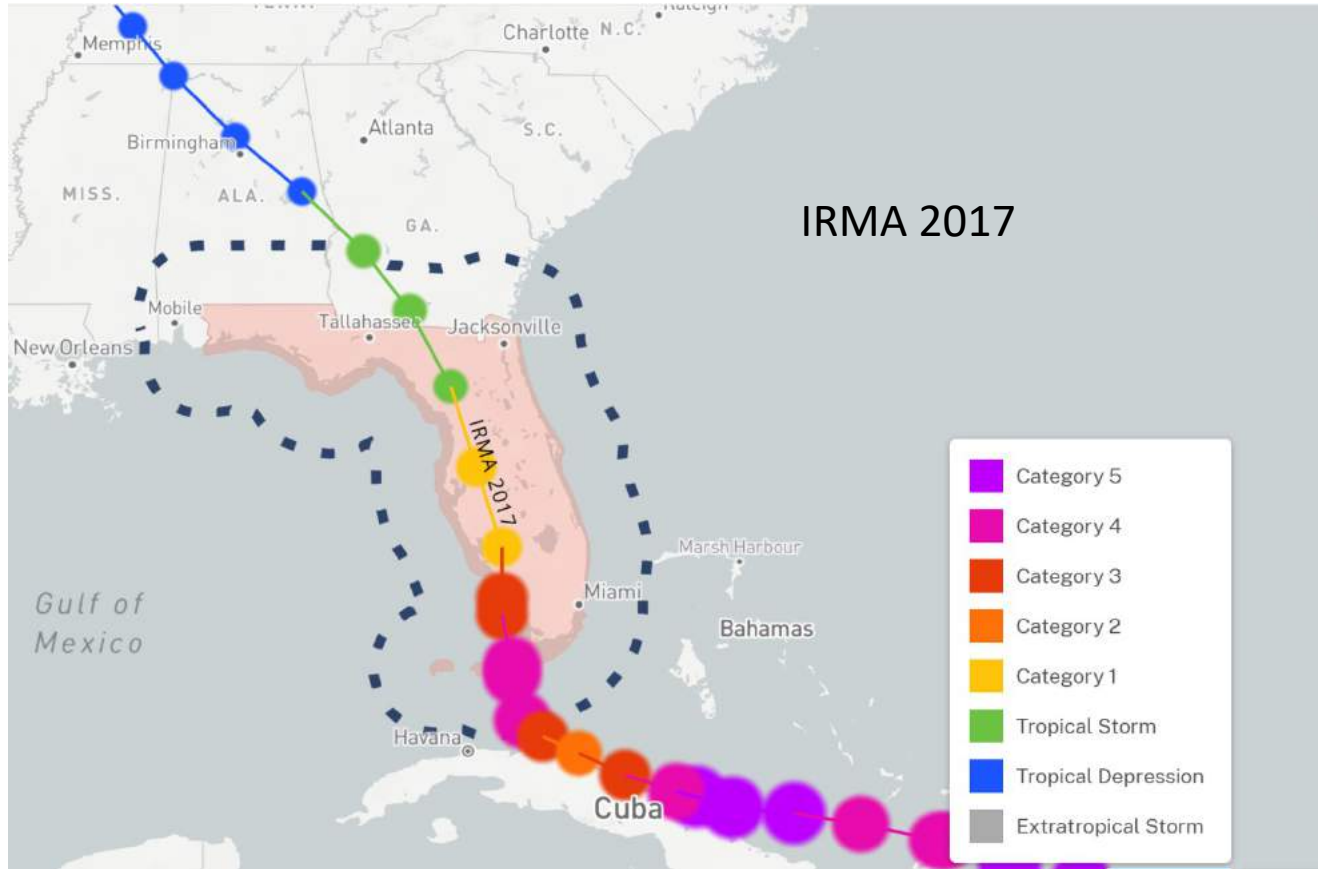 TENN.
Raleigh
Charlotte N.C.
Memphis
Atlanta
S.C.
Birmingham
MISS.
ALA.
GA.
IRMA 2017
Mobile
Tallahassee
Jacksonville
New Orleans
IRMA 2017
Category 5
Category 4
Category 3
Category 2
Category 1
Tropical Storm
Tropical Depression
Extratropical Storm
Marsh Harbour
Miami
Gulf of
Mexico
Bahamas
Havana
Cuba